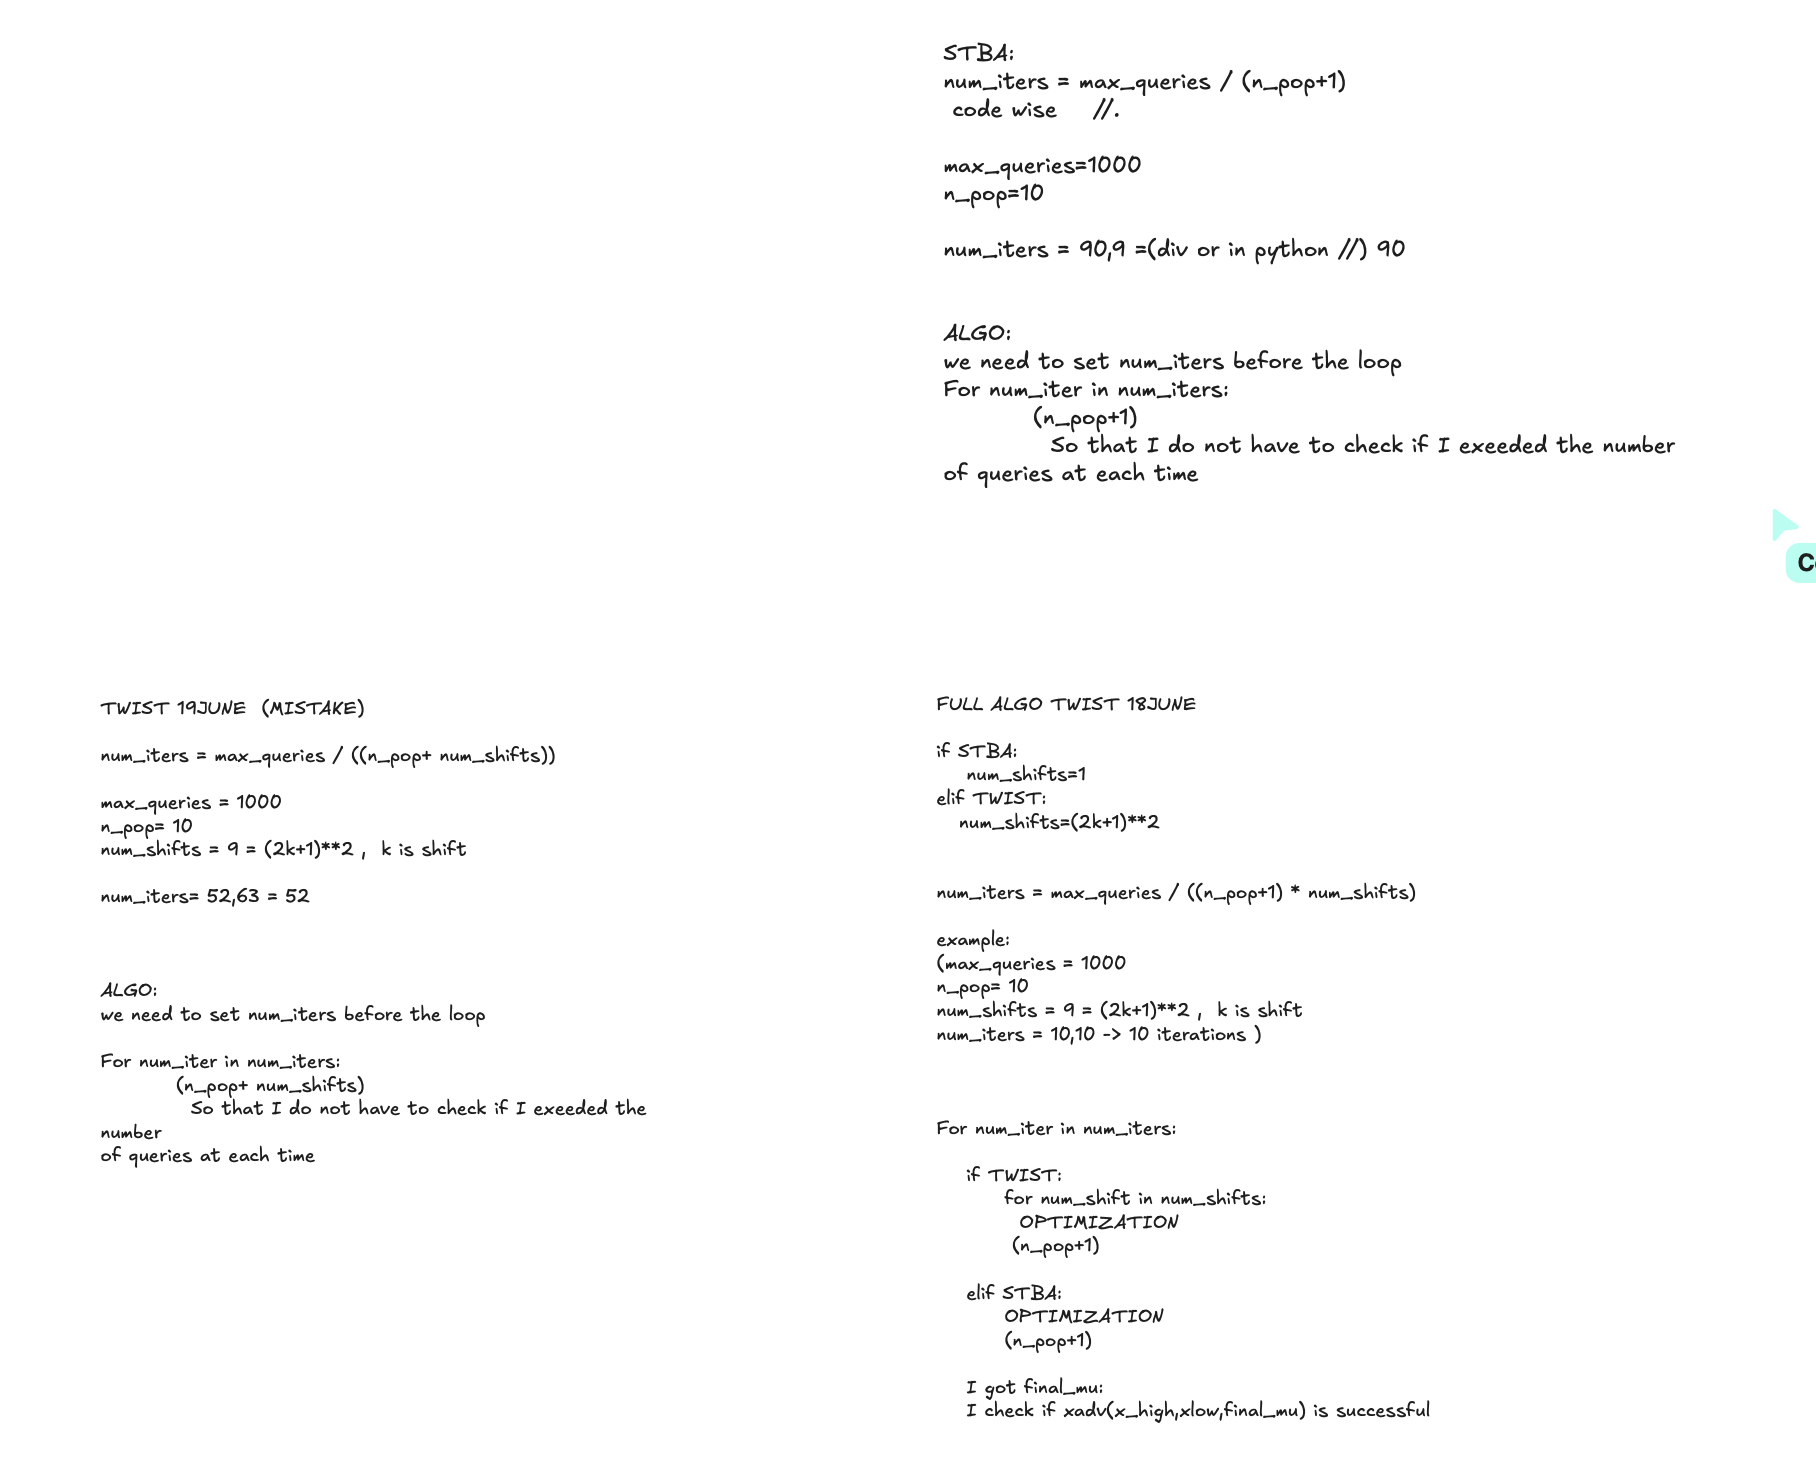 STBA:
num_iters = max_queries / (n_pop+1)
code wise //.
max_queries=1000
n_pop=10
num_iters = 90,9 =(div or in python //) 90
ALGO:
we need to set num_iters before the loop
For num_iter in num_iters:
(n_pop+1)
So that I do not have to check if I exeeded the number
of queries at each time
TWIST 19JUNE (MISTAKE)
num_iters = max_queries / ((n_pop+ num_shifts))
max_queries = 1000
n_pop= 10
num_shifts = 9 = (2k+1)**2 , k is shift
num_iters= 52,63 = 52
ALGO:
we need to set num_iters before the loop
For num_iter in num_iters:
(n_pop+ num_shifts)
So that I do not have to check if I exeeded the
number
of queries at each time
FULL ALGO TWIST 18JUNE
if STBA:
num_shifts=1
elif TWIST:
num_shifts=(2k+1)**2
num_iters = max_queries / ((n_pop+1) * num_shifts)
example:
(max_queries = 1000
n_pop= 10
num_shifts = 9 = (2k+1)**2 , k is shift
num_iters = 10,10 -> 10 iterations )
For num_iter in num_iters:
if TWIST:
for num_shift in num_shifts:
OPTIMIZATION
(n_pop+1)
elif STBA:
OPTIMIZATION
(n_pop+1)
I got final_mu:
I check if xadv(x_high,xlow,final_mu) is successful